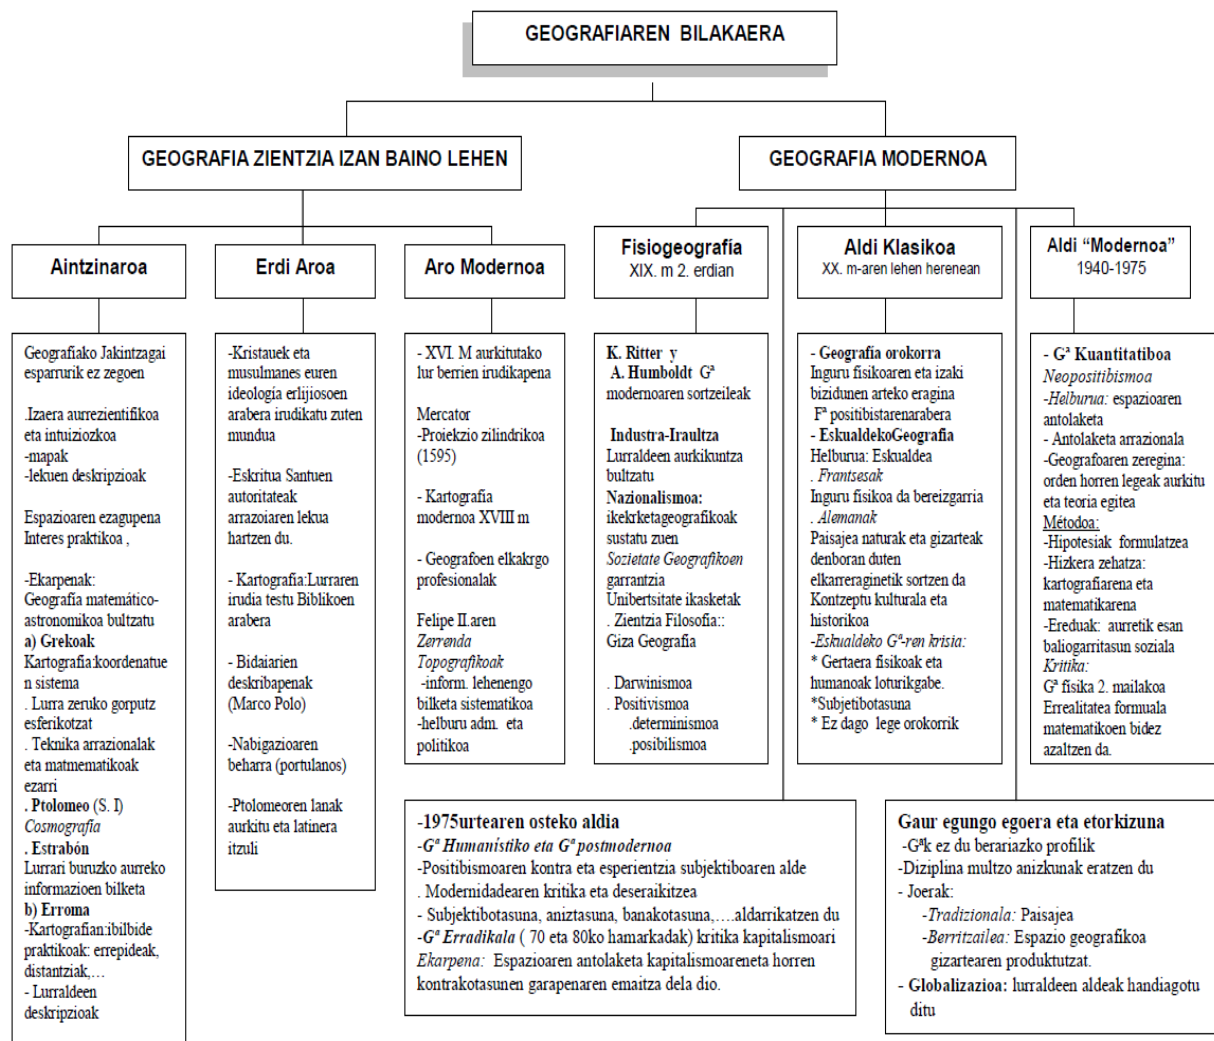 GEOGRAFIAREN BILAKAERA
GEOGRAFIA ZIENTZIA IZAN BAINO LEHEN
GEOGRAFIA MODERNOA
Aintzinaroa
Erdi Aroa
Aro Modernoa
Fisiogeografía
XIX. m 2. erdian
Aldi Klasikoa
XX. m-aren lehen herenean
Aldi “Modernoa”
1940-1975
Geografiako Jakintzagai
esparrurik ez zegoen
.Izaera aurrezientifikoa
eta intuiziozkoa
-mapak
-lekuen deskripzioak
Espazioaren ezagupena
Interes praktikoa ,
-Ekarpenak:
Geografía matemático-
astronomikoa bultzatu
a) Grekoak
Kartografia:koordenatue
n sistema
. Lurra zeruko gorputz
esferikotzat
. Teknika arrazionalak
eta matmematikoak
ezarri
. Ptolomeo (S. I)
Cosmografía
. Estrabón
Lurrari buruzko aurreko
informazioen bilketa
b) Erroma
-Kartografian:ibilbide
praktikoak: errepideak,
distantziak,…
- Lurraldeen
deskripzioak
-Kristauek eta
musulmanes euren
ideología erlijiosoen
arabera irudikatu zuten
mundua
-Eskritua Santuen
autoritateak
arrazoiaren lekua
hartzen du.
- Kartografía:Lurraren
irudia testu Biblikoen
arabera
- Bidaiarien
deskribapenak
(Marco Polo)
-Nabigazioaren
beharra (portulanos)
-Ptolomeoren lanak
aurkitu eta latinera
itzuli
- XVI. M aurkitutako
lur berrien irudikapena
Mercator
-Proiekzio zilindrikoa
(1595)
- Kartografía
modernoa XVIII m
- Geografoen elkakrgo
profesionalak
Felipe II.aren
Zerrenda
Topografikoak
-inform. lehenengo
bilketa sistematikoa
-helburu adm. eta
politikoa
K. Ritter y
A. Humboldt Gª
modernoaren sortzeileak
Industra-Iraultza
Lurraldeen aurkikuntza
bultzatu
Nazionalismoa:
ikekrketageografikoak
sustatu zuen
Sozietate Geografikoen
garrantzia
Unibertsitate ikasketak
. Zientzia Filosofia::
Giza Geografía
. Darwinismoa
. Positivismoa
.determinismoa
.posibilismoa
- Geografía orokorra
Inguru fisikoaren eta izaki
bizidunen arteko eragina
Fª positibistarenarabera
- EskualdekoGeografia
Helburua: Eskualdea
. Frantsesak
Inguru fisikoa da bereizgarria
. Alemanak
Paisajea naturak eta gizarteak
denboran duten
elkarreraginetik sortzen da
Kontzeptu kulturala eta
historikoa
-Eskualdeko Gª-ren krisia:
* Gertaera fisikoak eta
humanoak loturikgabe.
*Subjetibotasuna
* Ez dago lege orokorrik
- Gª Kuantitatiboa
Neopositibismoa
-Helburua: espazioaren
antolaketa
- Antolaketa arrazionala
-Geografoaren zeregina:
orden horren legeak aurkitu
eta teoria egitea
Métodoa:
-Hipotesiak formulatzea
-Hizkera zehatza:
kartografiarena eta
matematikarena
-Ereduak: aurretik esan
baliogarritasun soziala
Kritika:
Gª física 2. mailakoa
Errealitatea formuala
matematikoen bidez
azaltzen da.
-1975urtearen osteko aldia
-Gª Humanístiko eta Gª postmodernoa
-Positibismoaren kontra eta esperientzia subjektiboaren alde
. Modernidadearen kritika eta deseraikitzea
- Subjektibotasuna, aniztasuna, banakotasuna,….aldarrikatzen du
-Gª Erradikala ( 70 eta 80ko hamarkadak) kritika kapitalismoari
Ekarpena: Espazioaren antolaketa kapitalismoareneta horren
kontrakotasunen garapenaren emaitza dela dio.
Gaur egungo egoera eta etorkizuna
-Gªk ez du berariazko profilik
-Diziplina multzo anizkunak eratzen du
- Joerak:
-Tradizionala: Paisajea
-Berritzailea: Espazio geografikoa
gizartearen produktutzat.
- Globalizazioa: lurraldeen aldeak handiagotu
ditu